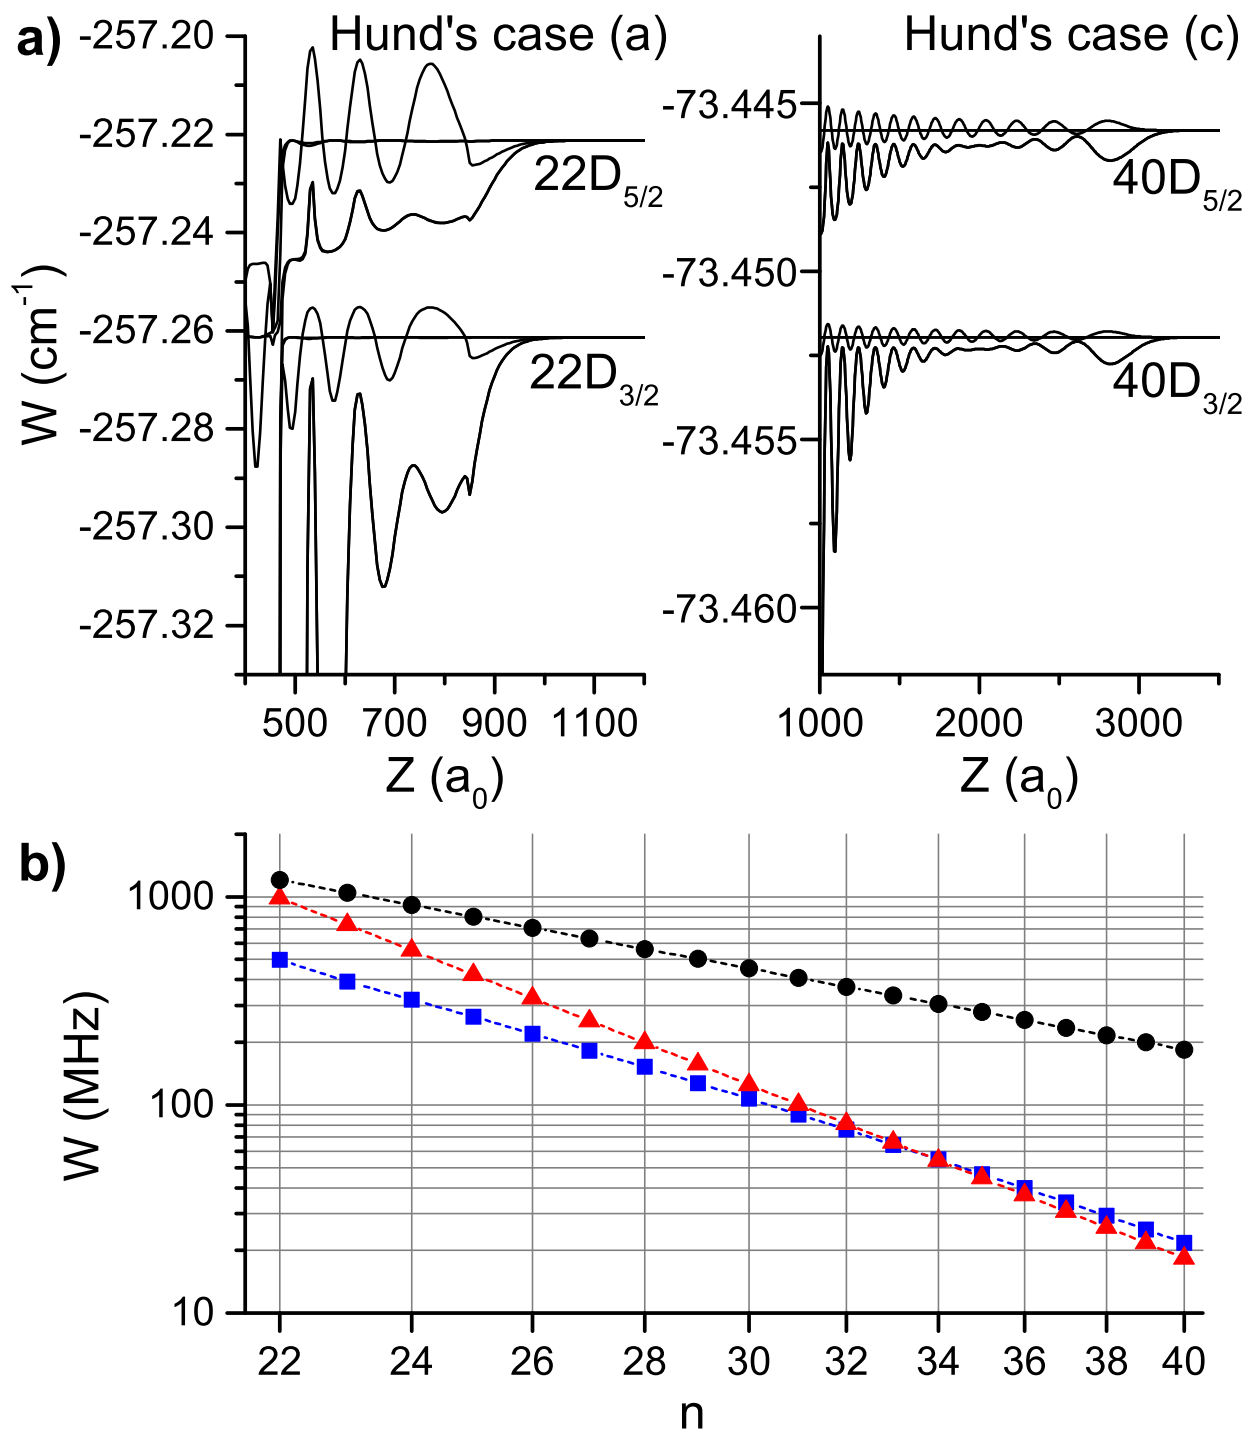 a)
Hund's case (a)
-257.20
-257.22
-257.24
-257.26
-257.28
-257.30
-257.32
W (cm⁻¹)
22D₅/₂
22D₃/₂
500 700 900 1100
Z (a₀)
Hund's case (c)
-73.445
-73.450
-73.455
-73.460
40D₅/₂
40D₃/₂
1000 2000 3000
Z (a₀)
b)
1000
100
10
W (MHz)
22 24 26 28 30 32 34 36 38 40
n